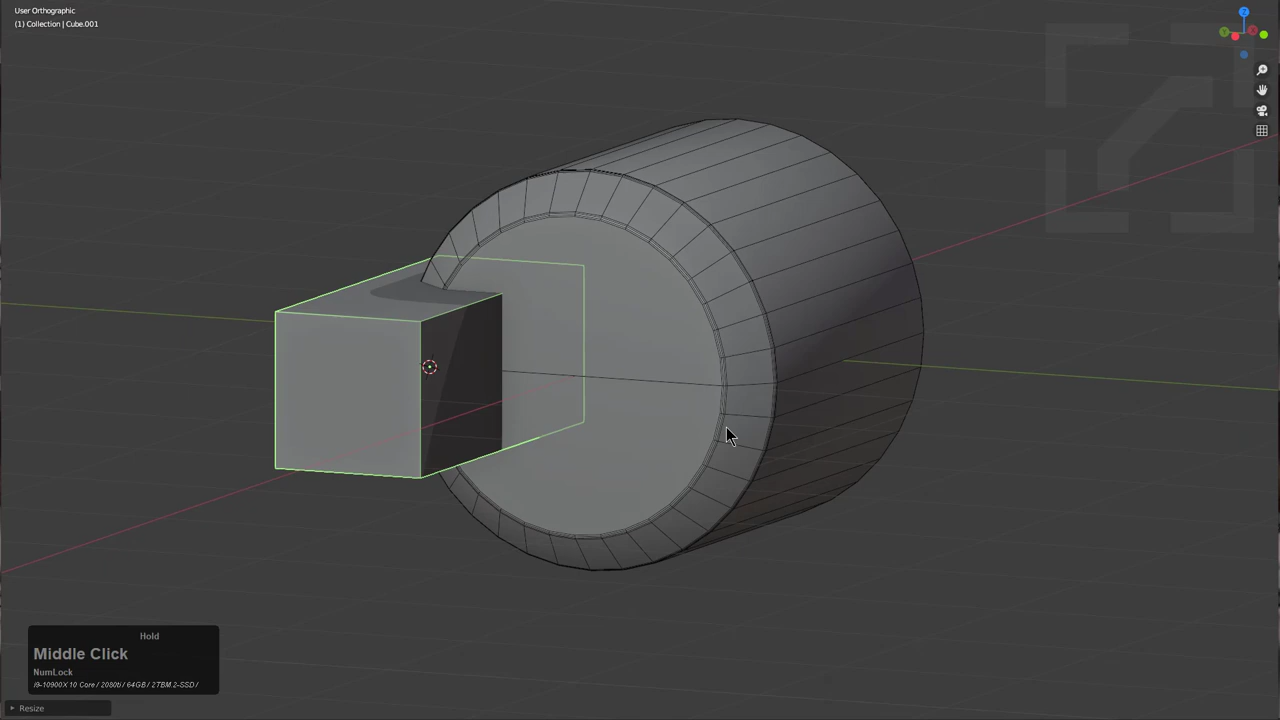 User Orthographic
(1) Collection | Cube.001
Z
Y
X
Hold
Middle Click
NumLock
i9-10900X 10 Core / 2080ti / 64GB / 2TBM.2-SSD /
Resize